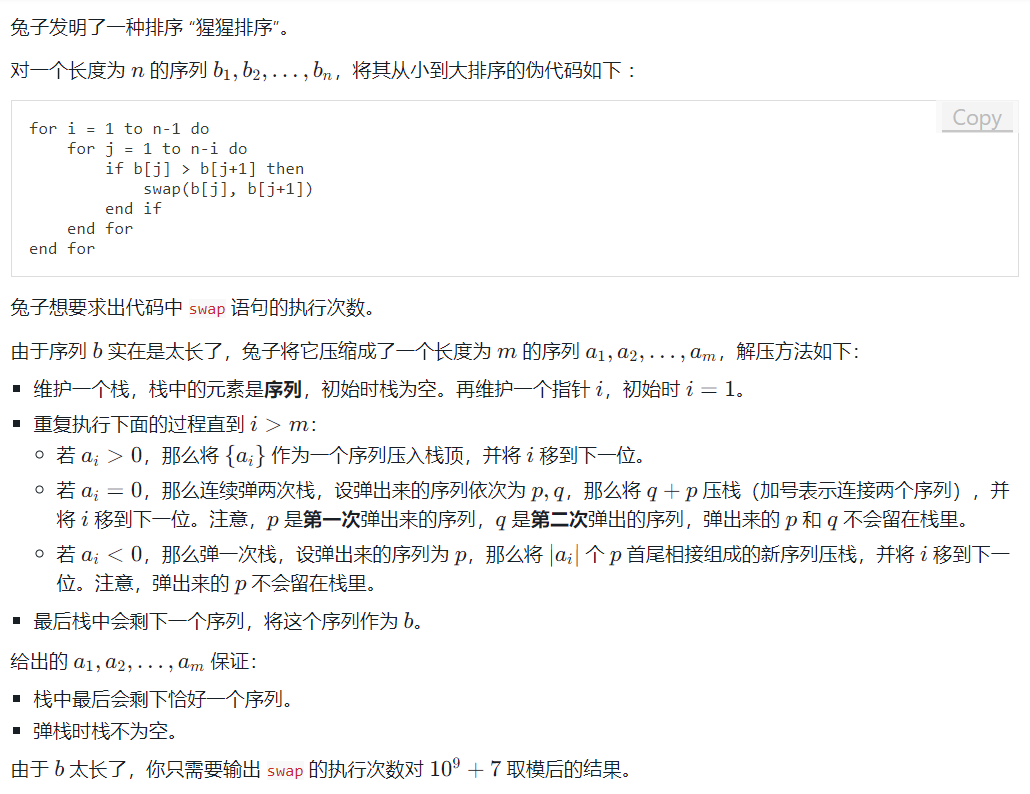 兔子发明了一种排序 “猩猩排序”。
对一个长度为 n 的序列 b₁, b₂, . . . , bₙ，将其从小到大排序的伪代码如下：
Copy
for i = 1 to n-1 do
    for j = 1 to n-i do
        if b[j] > b[j+1] then
            swap(b[j], b[j+1])
        end if
    end for
end for
兔子想要求出代码中 swap 语句的执行次数。
由于序列 b 实在是太长了，兔子将它压缩成了一个长度为 m 的序列 a₁, a₂, . . . , aₘ，解压方法如下：
▪ 维护一个栈，栈中的元素是序列，初始时栈为空。再维护一个指针 i，初始时 i = 1。
▪ 重复执行下面的过程直到 i > m：
○ 若 aᵢ > 0，那么将 {aᵢ} 作为一个序列压入栈顶，并将 i 移到下一位。
○ 若 aᵢ = 0，那么连续弹两次栈，设弹出来的序列依次为 p, q，那么将 q + p 压栈（加号表示连接两个序列），并
将 i 移到下一位。注意，p 是第一次弹出来的序列，q 是第二次弹出的序列，弹出来的 p 和 q 不会留在栈里。
○ 若 aᵢ < 0，那么弹一次栈，设弹出来的序列为 p，那么将 |aᵢ| 个 p 首尾相接组成的新序列压栈，并将 i 移到下一
位。注意，弹出来的 p 不会留在栈里。
▪ 最后栈中会剩下一个序列，将这个序列作为 b。
给出的 a₁, a₂, . . . , aₘ 保证：
▪ 栈中最后会剩下恰好一个序列。
▪ 弹栈时栈不为空。
由于 b 太长了，你只需要输出 swap 的执行次数对 10⁹ + 7 取模后的结果。